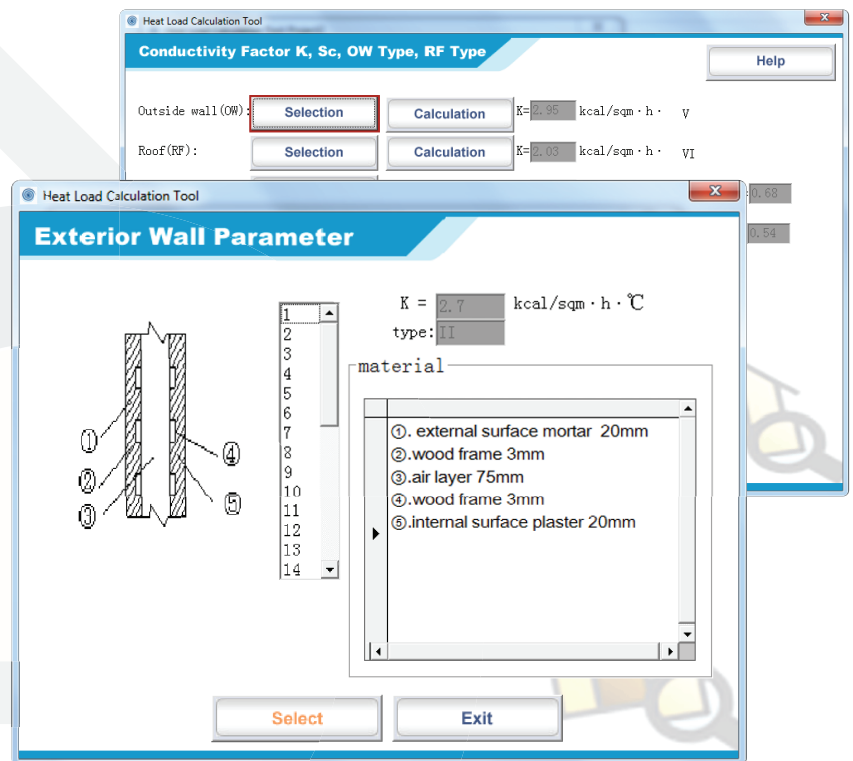 Heat Load Calculation Tool
Conductivity Factor K, Sc, OW Type, RF Type
Help
Outside wall(OW): Selection Calculation K=2.95 kcal/sqm·h· V
Roof(RF): Selection Calculation K=2.03 kcal/sqm·h· VI
0.68
0.54
Heat Load Calculation Tool
Exterior Wall Parameter
①
②
③
④
⑤
1
2
3
4
5
6
7
8
9
10
11
12
13
14
K = 2.7 kcal/sqm·h·℃
type: II
material
①. external surface mortar 20mm
②.wood frame 3mm
③.air layer 75mm
④.wood frame 3mm
⑤.internal surface plaster 20mm
Select Exit